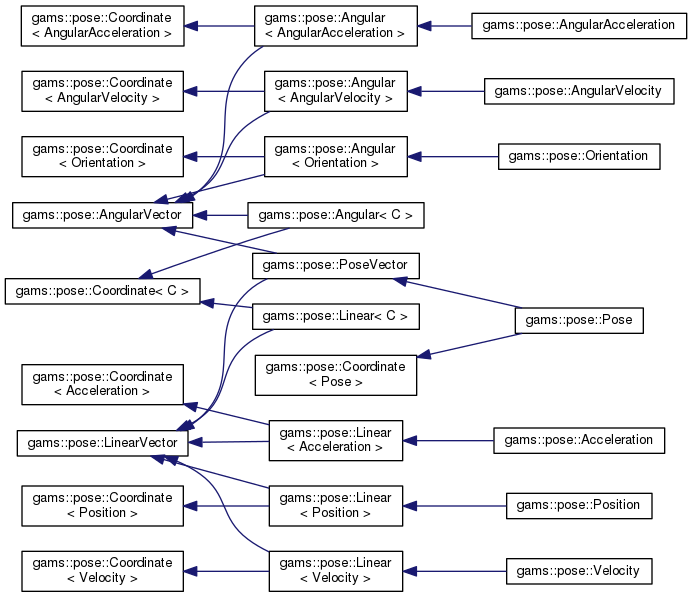 gams::pose::Coordinate
< AngularAcceleration >
gams::pose::Angular
< AngularAcceleration >
gams::pose::AngularAcceleration
gams::pose::Coordinate
< AngularVelocity >
gams::pose::Angular
< AngularVelocity >
gams::pose::AngularVelocity
gams::pose::Coordinate
< Orientation >
gams::pose::Angular
< Orientation >
gams::pose::Orientation
gams::pose::AngularVector
gams::pose::Angular< C >
gams::pose::PoseVector
gams::pose::Coordinate< C >
gams::pose::Linear< C >
gams::pose::Pose
gams::pose::Coordinate
< Pose >
gams::pose::Coordinate
< Acceleration >
gams::pose::LinearVector
gams::pose::Linear
< Acceleration >
gams::pose::Acceleration
gams::pose::Coordinate
< Position >
gams::pose::Linear
< Position >
gams::pose::Position
gams::pose::Coordinate
< Velocity >
gams::pose::Linear
< Velocity >
gams::pose::Velocity